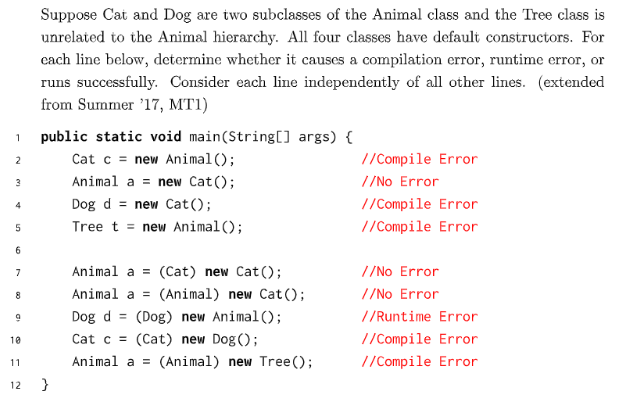 Suppose Cat and Dog are two subclasses of the Animal class and the Tree class is
unrelated to the Animal hierarchy. All four classes have default constructors. For
each line below, determine whether it causes a compilation error, runtime error, or
runs successfully. Consider each line independently of all other lines. (extended
from Summer '17, MT1)
1 public static void main(String[] args) {
2 Cat c = new Animal(); //Compile Error
3 Animal a = new Cat(); //No Error
4 Dog d = new Cat(); //Compile Error
5 Tree t = new Animal(); //Compile Error
6
7 Animal a = (Cat) new Cat(); //No Error
8 Animal a = (Animal) new Cat(); //No Error
9 Dog d = (Dog) new Animal(); //Runtime Error
10 Cat c = (Cat) new Dog(); //Compile Error
11 Animal a = (Animal) new Tree(); //Compile Error
12 }